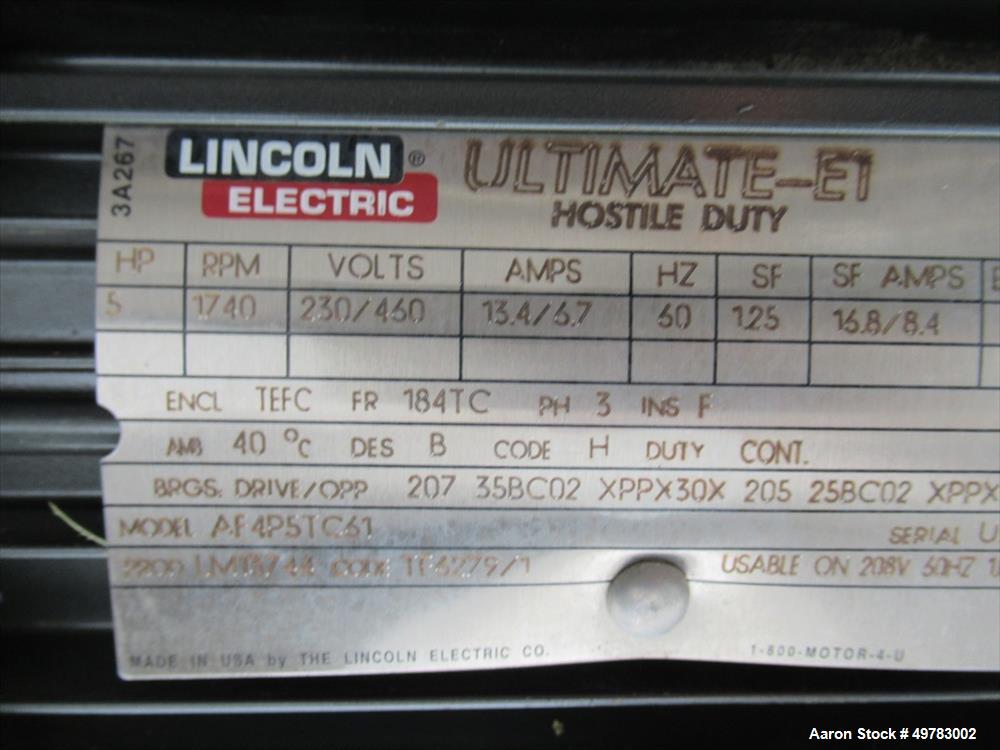 3A267
LINCOLN ®
ELECTRIC
ULTIMATE-E1
HOSTILE DUTY
HP RPM VOLTS AMPS HZ SF SF AMPS E
5 1740 230/460 13.4/6.7 60 1.25 16.8/8.4
ENCL TEFC FR 184TC PH 3 INS F
AMB 40 °C DES B CODE H DUTY CONT.
BRGS. DRIVE/OPP 207 35BC02 XPPX30X 205 25BC02 XPPX
MODEL AF4P5TC61 SERIAL U
PROD CODE USABLE ON 208V 60HZ
MADE IN USA by THE LINCOLN ELECTRIC CO. 1-800-MOTOR-4-U
Aaron Stock # 49783002